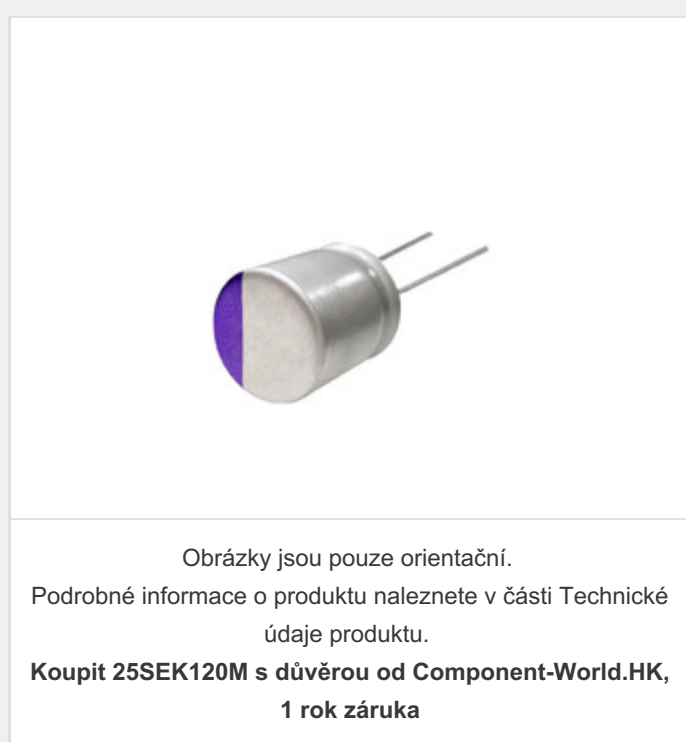 Obrázky jsou pouze orientační.
Podrobné informace o produktu naleznete v části Technické
údaje produktu.
Koupit 25SEK120M s důvěrou od Component-World.HK,
1 rok záruka